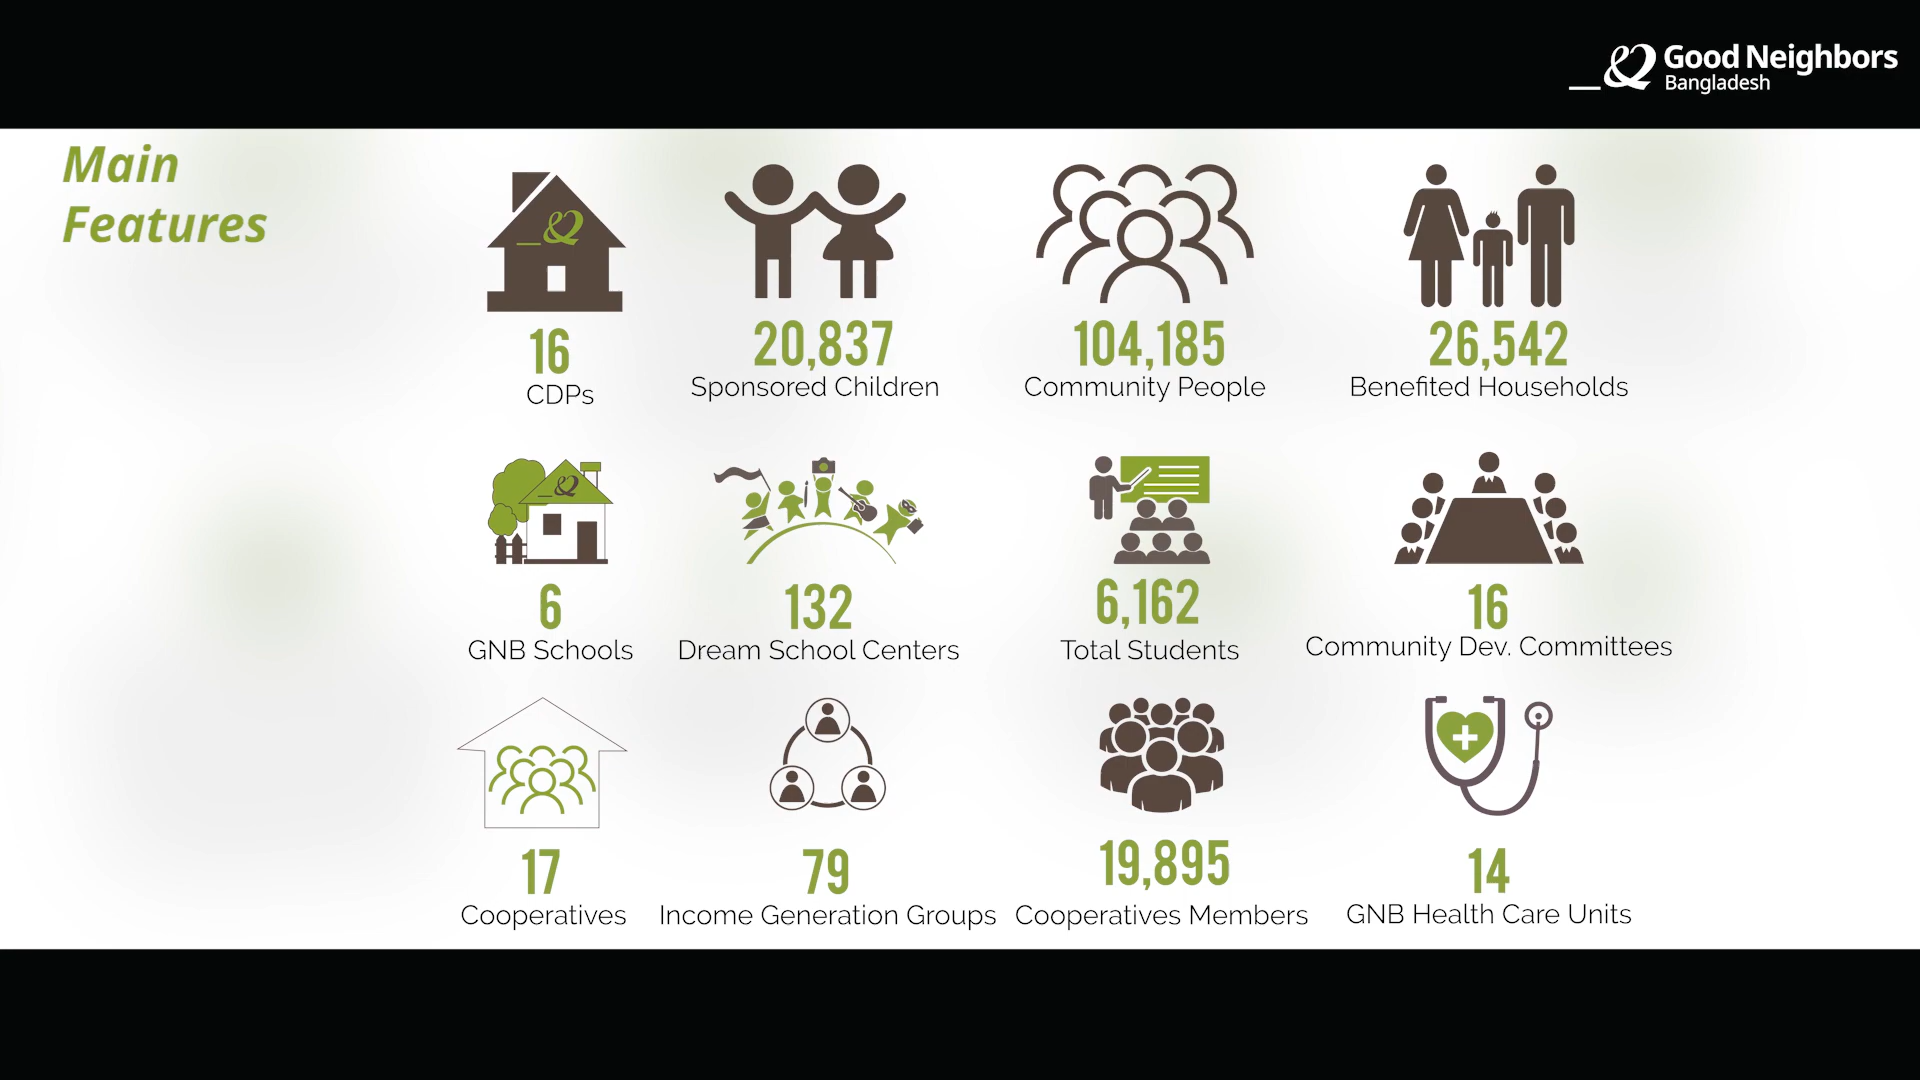 Good Neighbors
Bangladesh
Main
Features
16
CDPs
20,837
Sponsored Children
104,185
Community People
26,542
Benefited Households
6
GNB Schools
132
Dream School Centers
6,162
Total Students
16
Community Dev. Committees
17
Cooperatives
79
Income Generation Groups
19,895
Cooperatives Members
14
GNB Health Care Units